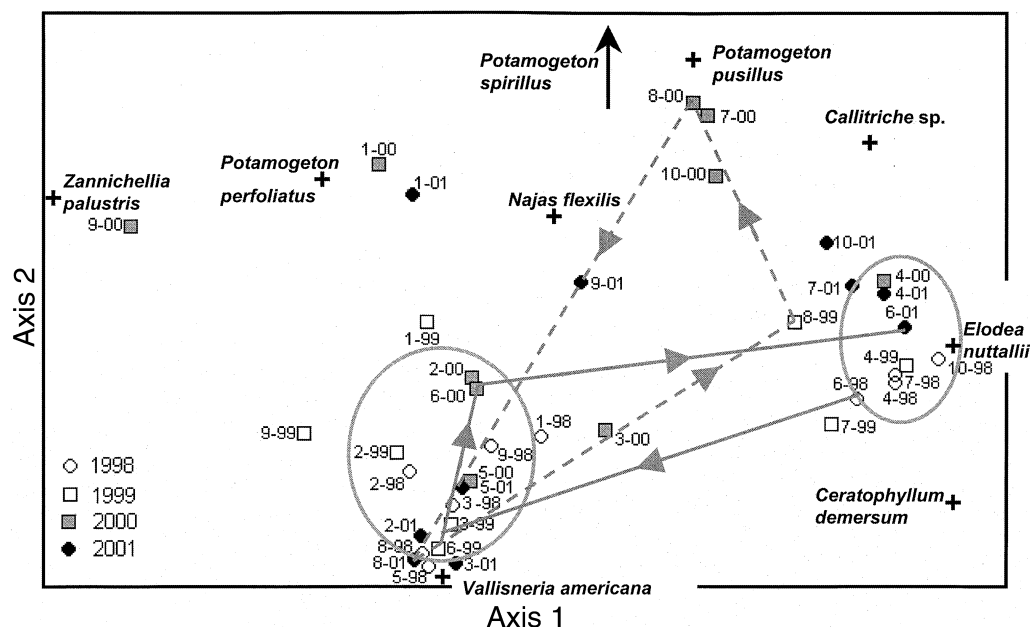 Potamogeton
spirillus
Potamogeton
pusillus
8-00
7-00
Callitriche sp.
1-00
Potamogeton
perfoliatus
10-00
Zannichellia
palustris
1-01
Najas flexilis
9-00
10-01
Axis 2
9-01
7-01
4-00
4-01
6-01
8-99
1-99
Elodea
nuttallii
2-00
6-00
4-99
10-98
6-98
7-98
4-98
1-98
7-99
9-99
3-00
9-98
2-99
2-98
1998
1999
2000
2001
5-00
5-01
3-98
3-99
Ceratophyllum
demersum
2-01
8-98
6-99
8-01
3-01
5-98
Vallisneria americana
Axis 1